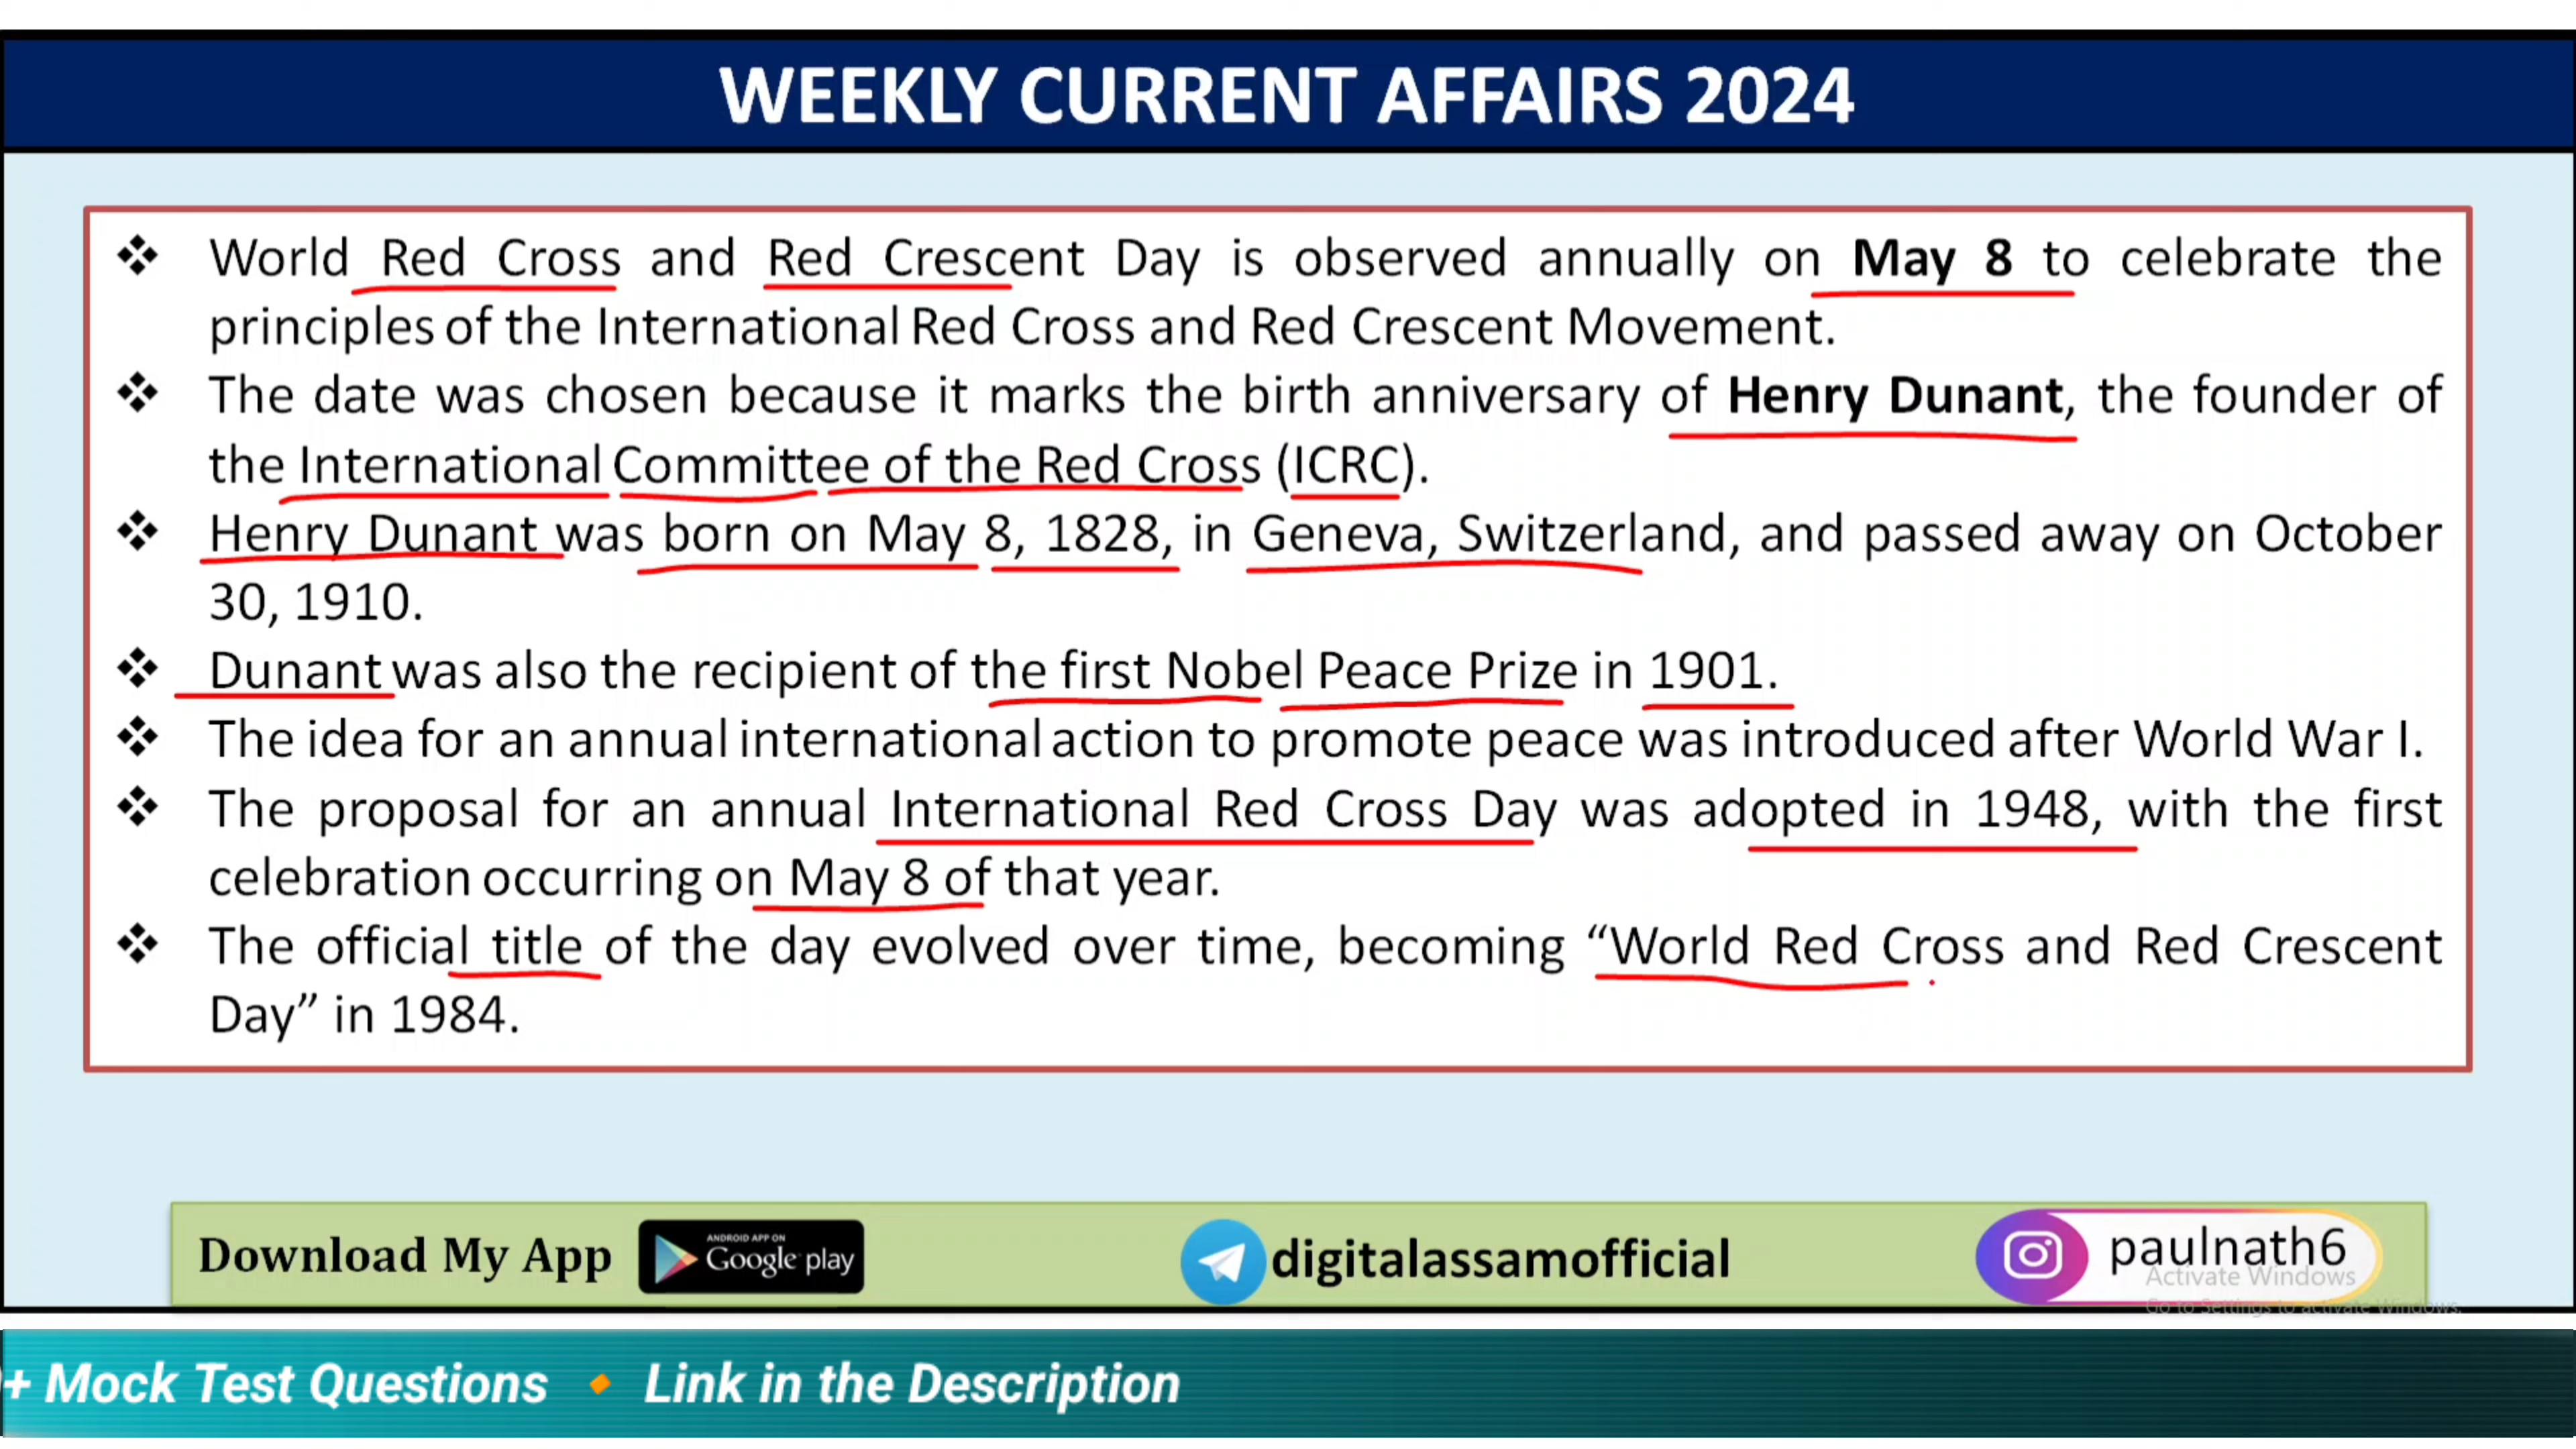 WEEKLY CURRENT AFFAIRS 2024
❖ World Red Cross and Red Crescent Day is observed annually on May 8 to celebrate the
principles of the International Red Cross and Red Crescent Movement.
❖ The date was chosen because it marks the birth anniversary of Henry Dunant, the founder of
the International Committee of the Red Cross (ICRC).
❖ Henry Dunant was born on May 8, 1828, in Geneva, Switzerland, and passed away on October
30, 1910.
❖ Dunant was also the recipient of the first Nobel Peace Prize in 1901.
❖ The idea for an annual international action to promote peace was introduced after World War I.
❖ The proposal for an annual International Red Cross Day was adopted in 1948, with the first
celebration occurring on May 8 of that year.
❖ The official title of the day evolved over time, becoming “World Red Cross and Red Crescent
Day” in 1984.
Download My App
ANDROID APP ON
Google play
digitalassamofficial
paulnath6
Activate Windows
Go to Settings to activate Windows.
+ Mock Test Questions 🔸 Link in the Description